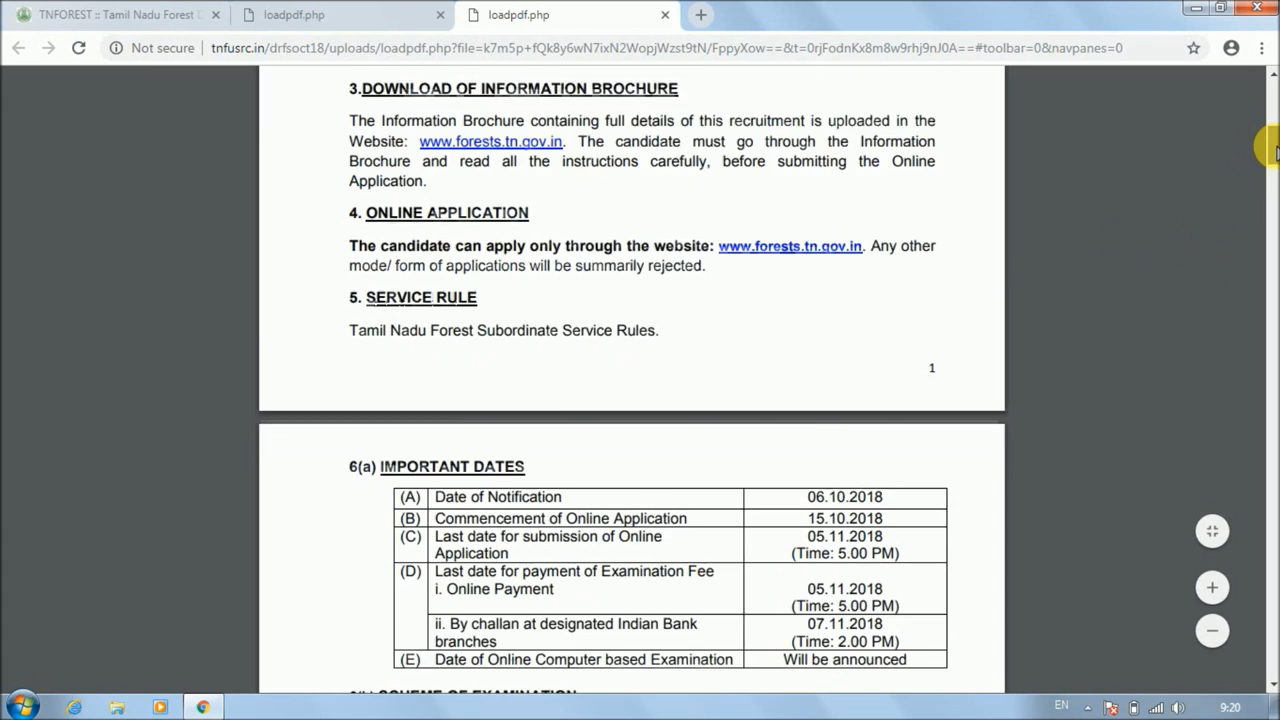 TNFOREST :: Tamil Nadu Forest D
loadpdf.php
loadpdf.php
Not secure
tnfusrc.in/drfsoct18/uploads/loadpdf.php?file=k7m5p+fQk8y6wN7ixN2WopjWzst9tN/FppyXow==&t=0rjFodnKx8m8w9rhj9nJ0A==#toolbar=0&navpanes=0
3.DOWNLOAD OF INFORMATION BROCHURE
The Information Brochure containing full details of this recruitment is uploaded in the
Website: www.forests.tn.gov.in. The candidate must go through the Information
Brochure and read all the instructions carefully, before submitting the Online
Application.
4. ONLINE APPLICATION
The candidate can apply only through the website: www.forests.tn.gov.in. Any other
mode/ form of applications will be summarily rejected.
5. SERVICE RULE
Tamil Nadu Forest Subordinate Service Rules.
1
6(a) IMPORTANT DATES
(A) Date of Notification 06.10.2018
(B) Commencement of Online Application 15.10.2018
(C) Last date for submission of Online 05.11.2018
Application (Time: 5.00 PM)
(D) Last date for payment of Examination Fee
i. Online Payment 05.11.2018
(Time: 5.00 PM)
ii. By challan at designated Indian Bank 07.11.2018
branches (Time: 2.00 PM)
(E) Date of Online Computer based Examination Will be announced
SCHEME OF EXAMINATION
EN
9:20